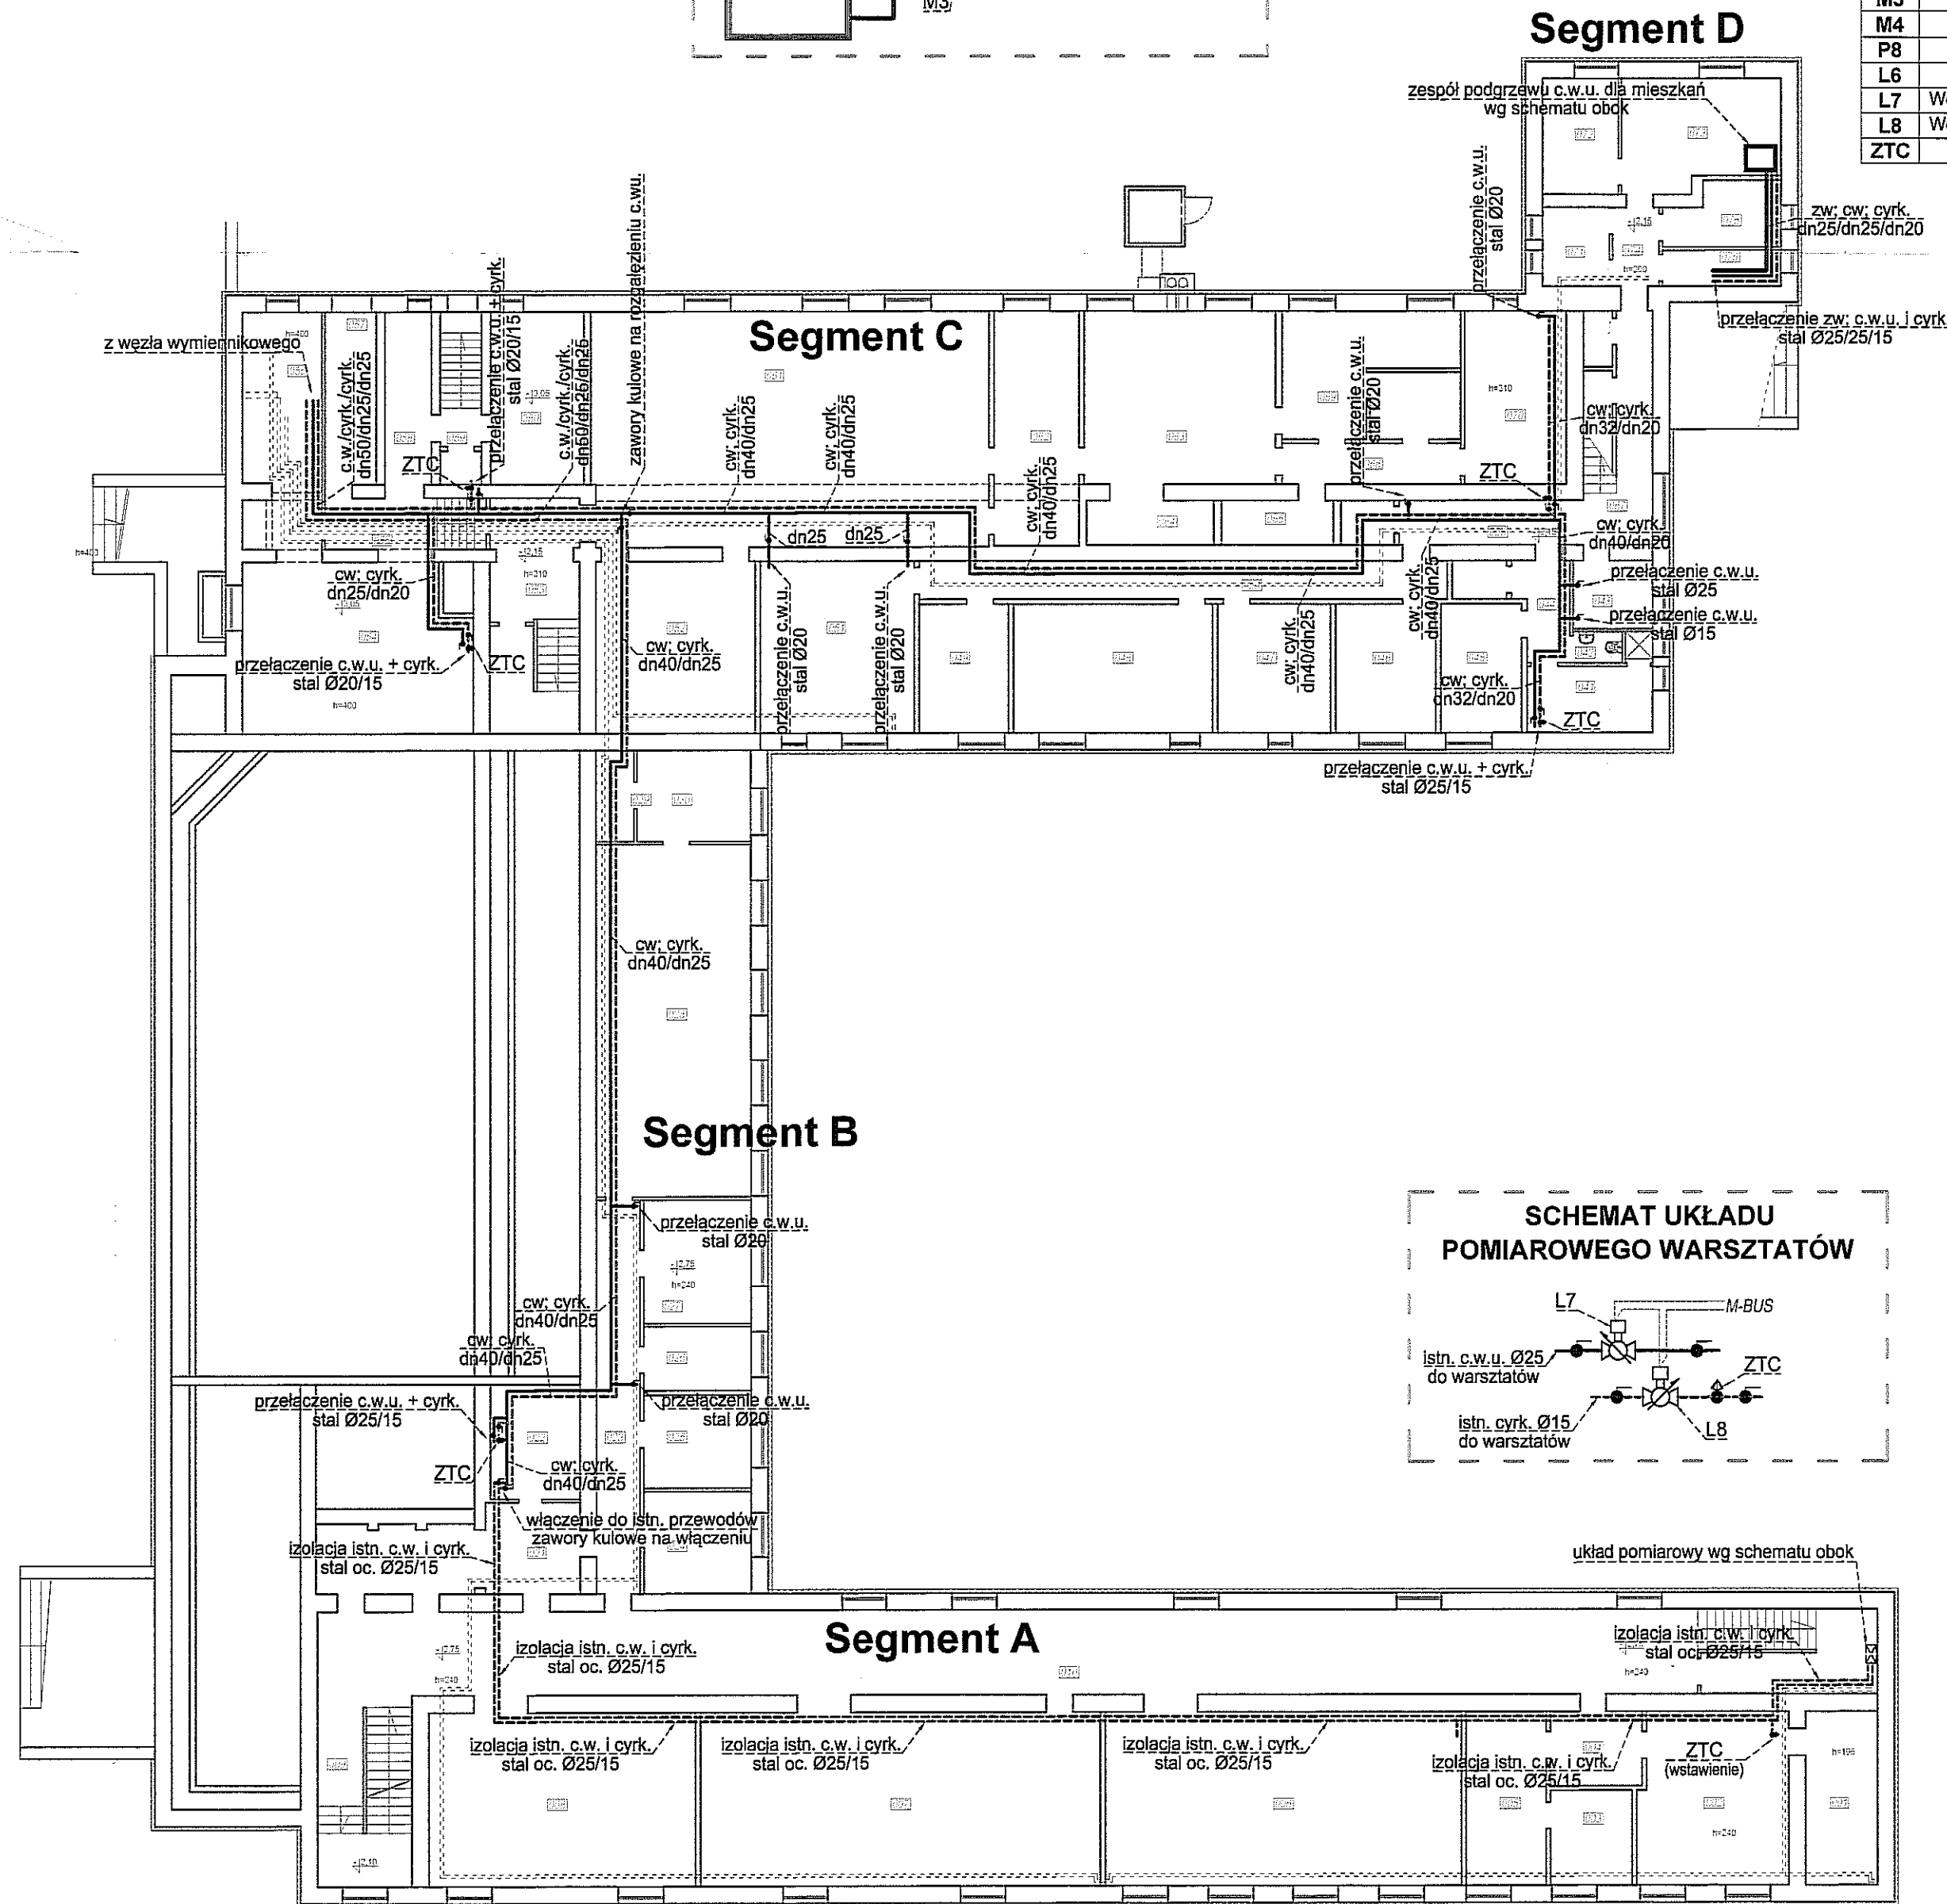 M3
Segment D
M3
M4
P8
L6
L7
L8
ZTC
zespół podgrzewu c.w.u. dla mieszkań
wg schematu obok
przełączenie c.w.u.
stal Ø20
zw; cw; cyrk.
dn25/dn25/dn20
przełączenie zw; c.w.u. i cyrk
stal Ø25/25/15
Segment C
z węzła wymiennikowego
h=400
c.w./cyrk./cyrk.
dn50/dn25/dn25
przełączenie c.w.u. + cyrk.
stal Ø20/15
c.w./cyrk./cyrk.
dn50/dn25/dn25
zawory kulowe na rozgałęzieniu c.wu.
cw; cyrk.
dn40/dn25
cw; cyrk.
dn40/dn25
przełączenie c.w.u.
stal Ø20
h=310
cw; cyrk.
dn32/dn20
ZTC
ZTC
cw; cyrk.
dn40/dn25
dn25
dn25
cw; cyrk.
dn40/dn20
h=400
h=310
cw; cyrk.
dn25/dn20
przełączenie c.w.u.
stal Ø25
przełączenie c.w.u.
stal Ø15
cw; cyrk.
dn40/dn25
przełączenie c.w.u.
stal Ø20
przełączenie c.w.u.
stal Ø20
cw; cyrk.
dn40/dn25
cw; cyrk.
dn40/dn25
przełączenie c.w.u. + cyrk.
stal Ø20/15
ZTC
h=400
cw; cyrk.
dn32/dn20
ZTC
przełączenie c.w.u. + cyrk.
stal Ø25/15
cw; cyrk.
dn40/dn25
Segment B
przełączenie c.w.u.
stal Ø20
h=240
cw; cyrk.
dn40/dn25
cw; cyrk.
dn40/dn25
przełączenie c.w.u. + cyrk.
stal Ø25/15
przełączenie c.w.u.
stal Ø20
ZTC
cw; cyrk.
dn40/dn25
włączenie do istn. przewodów
zawory kulowe na włączeniu
izolacja istn. c.w. i cyrk.
stal oc. Ø25/15
SCHEMAT UKŁADU
POMIAROWEGO WARSZTATÓW
L7
M-BUS
istn. c.w.u. Ø25
do warsztatów
ZTC
istn. cyrk. Ø15
do warsztatów
L8
układ pomiarowy wg schematu obok
Segment A
izolacja istn. c.w. i cyrk.
stal oc. Ø25/15
izolacja istn. c.w. i cyrk.
stal oc. Ø25/15
h=240
h=240
izolacja istn. c.w. i cyrk.
stal oc. Ø25/15
izolacja istn. c.w. i cyrk.
stal oc. Ø25/15
izolacja istn. c.w. i cyrk.
stal oc. Ø25/15
izolacja istn. c.w. i cyrk.
stal oc. Ø25/15
ZTC
(wstawienie)
h=196
h=240